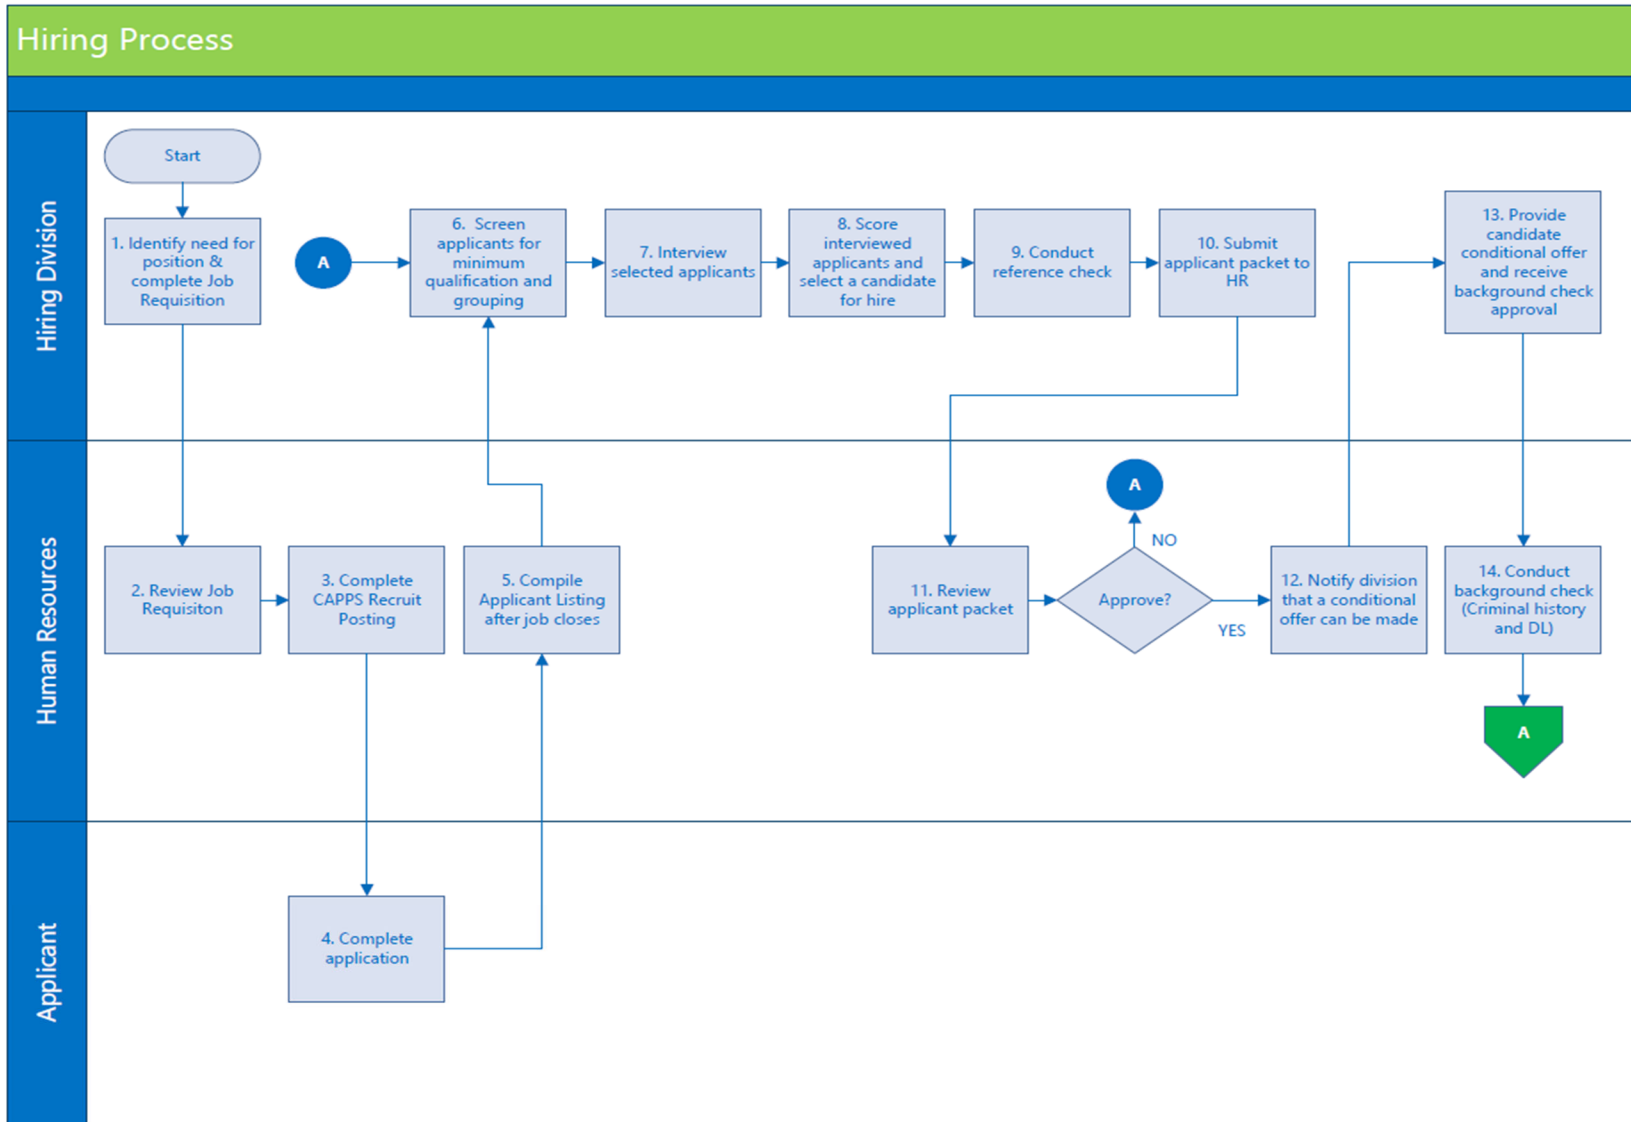 Hiring Process
Hiring Division
Start
1. Identify need for
position &
complete Job
Requisition
A
6. Screen
applicants for
minimum
qualification and
grouping
7. Interview
selected applicants
8. Score
interviewed
applicants and
select a candidate
for hire
9. Conduct
reference check
10. Submit
applicant packet to
HR
13. Provide
candidate
conditional offer
and receive
background check
approval
Human Resources
2. Review Job
Requisiton
3. Complete
CAPPS Recruit
Posting
5. Compile
Applicant Listing
after job closes
11. Review
applicant packet
Approve?
A
NO
YES
12. Notify division
that a conditional
offer can be made
14. Conduct
background check
(Criminal history
and DL)
A
Applicant
4. Complete
application